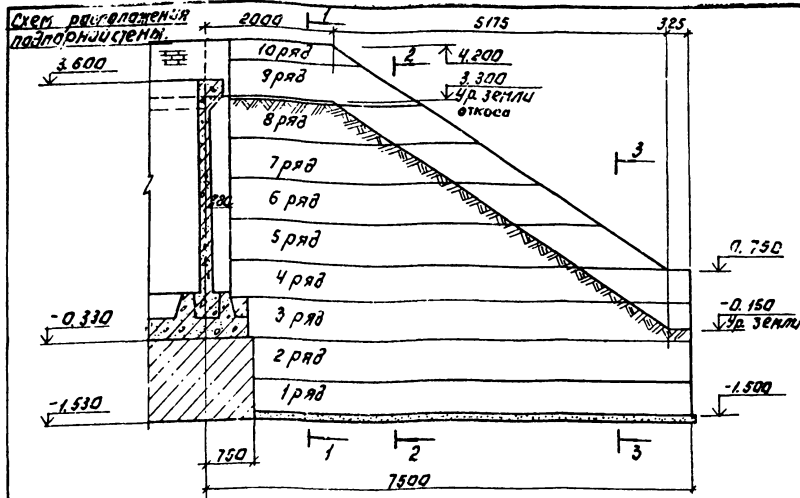 Схема расположения
подпорной стены.
2000
5175
325
1
2
3
3.600
4.200
3.300
Ур. земли
откоса
10 ряд
9 ряд
8 ряд
7 ряд
6 ряд
5 ряд
4 ряд
3 ряд
2 ряд
1 ряд
0.750
-0.150
Ур. земли
-0.330
-1.530
-1.500
1
2
3
750
7500